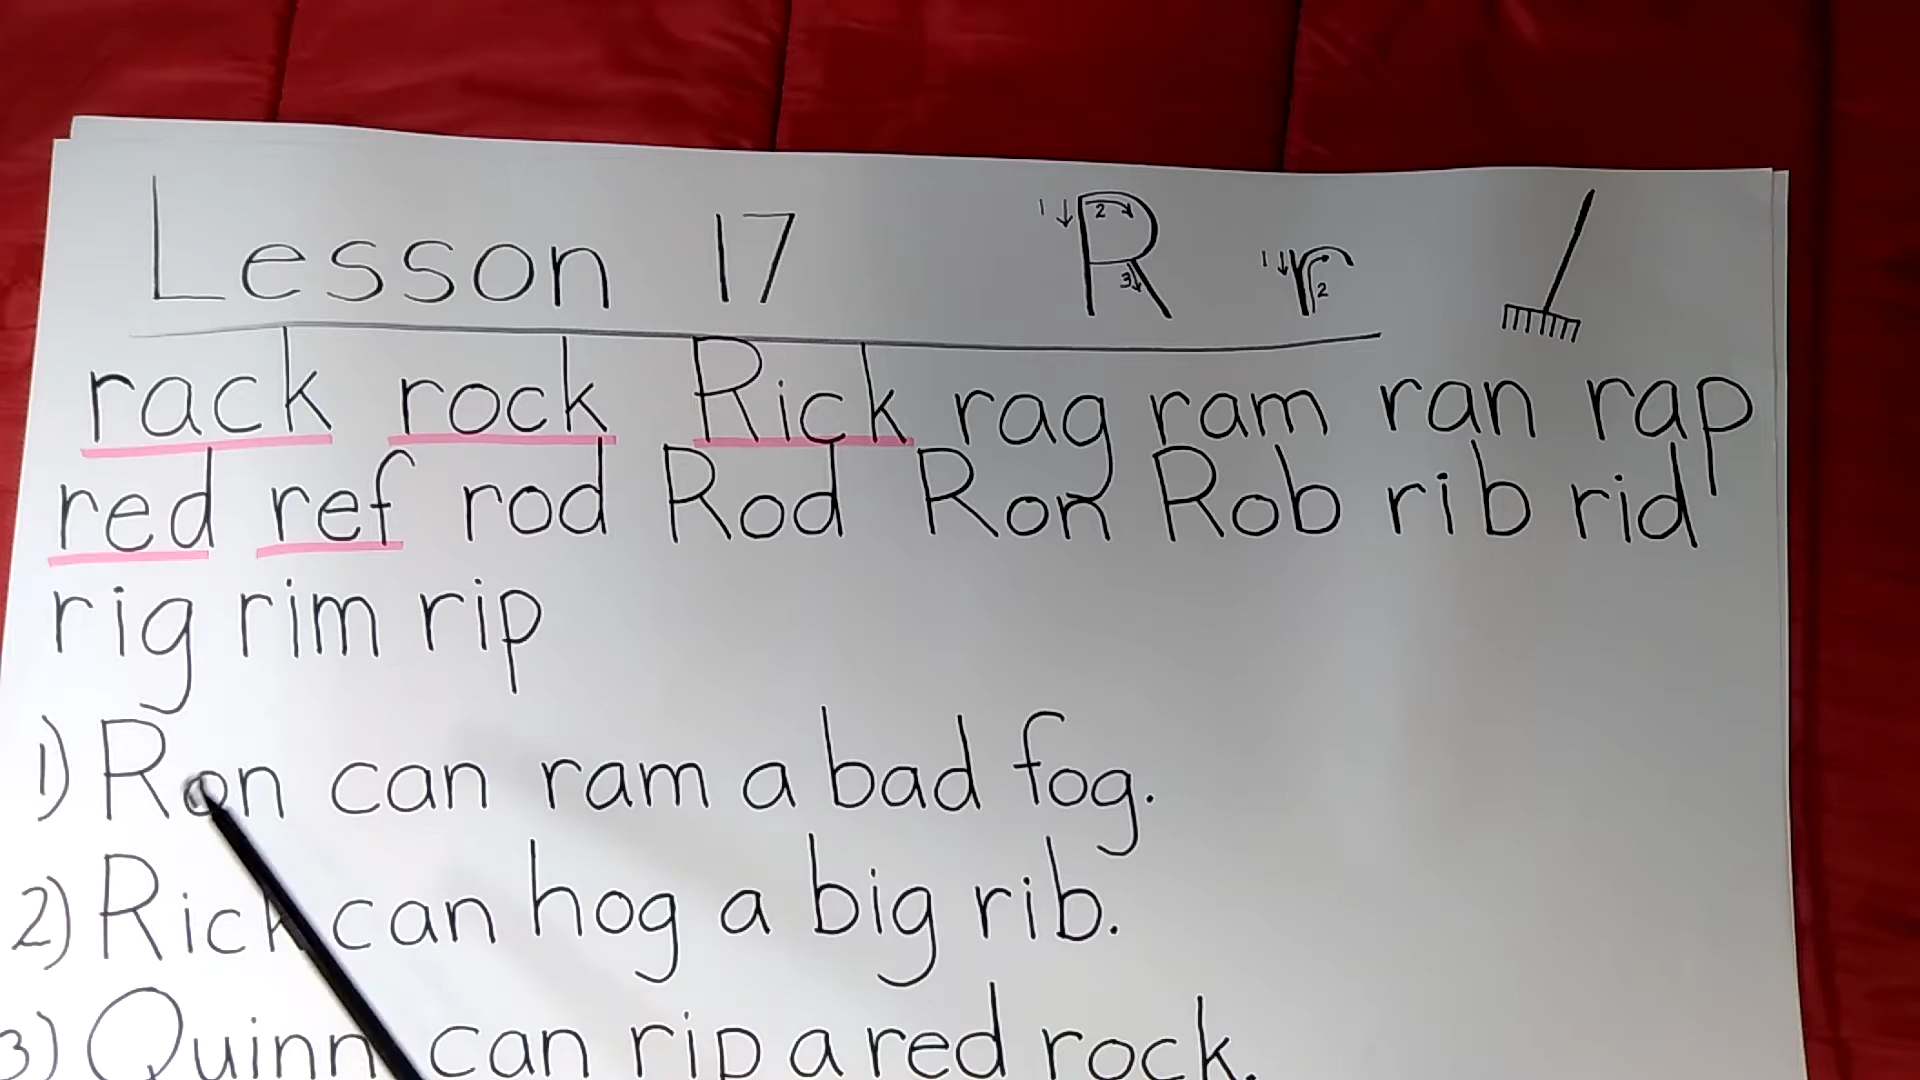 Lesson 17 R r
rack rock Rick rag ram ran rap
red ref rod Rod Ron Rob rib rid
rig rim rip
1) Ron can ram a bad fog.
2) Rick can hog a big rib.
3) Quinn can rip a red rock.